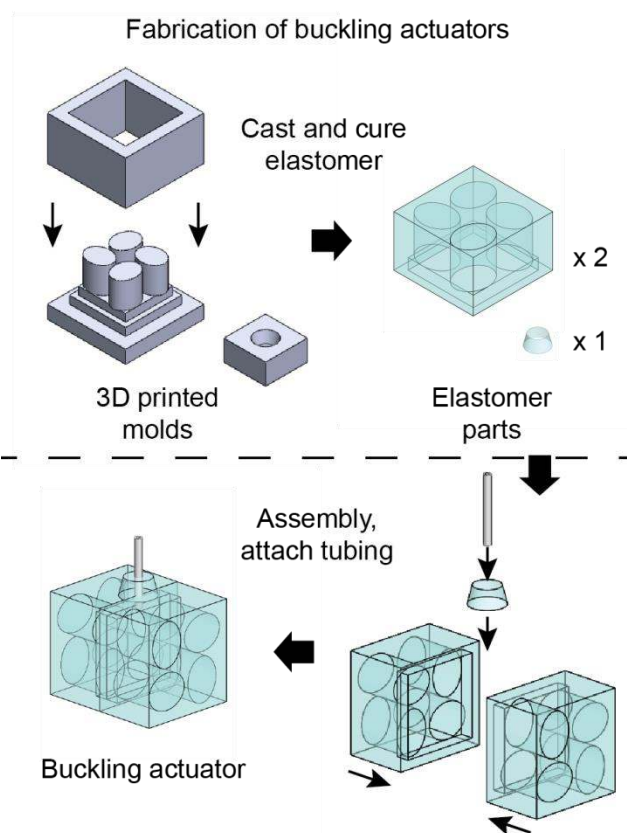 Fabrication of buckling actuators
Cast and cure
elastomer
x 2
x 1
3D printed
molds
Elastomer
parts
Assembly,
attach tubing
Buckling actuator